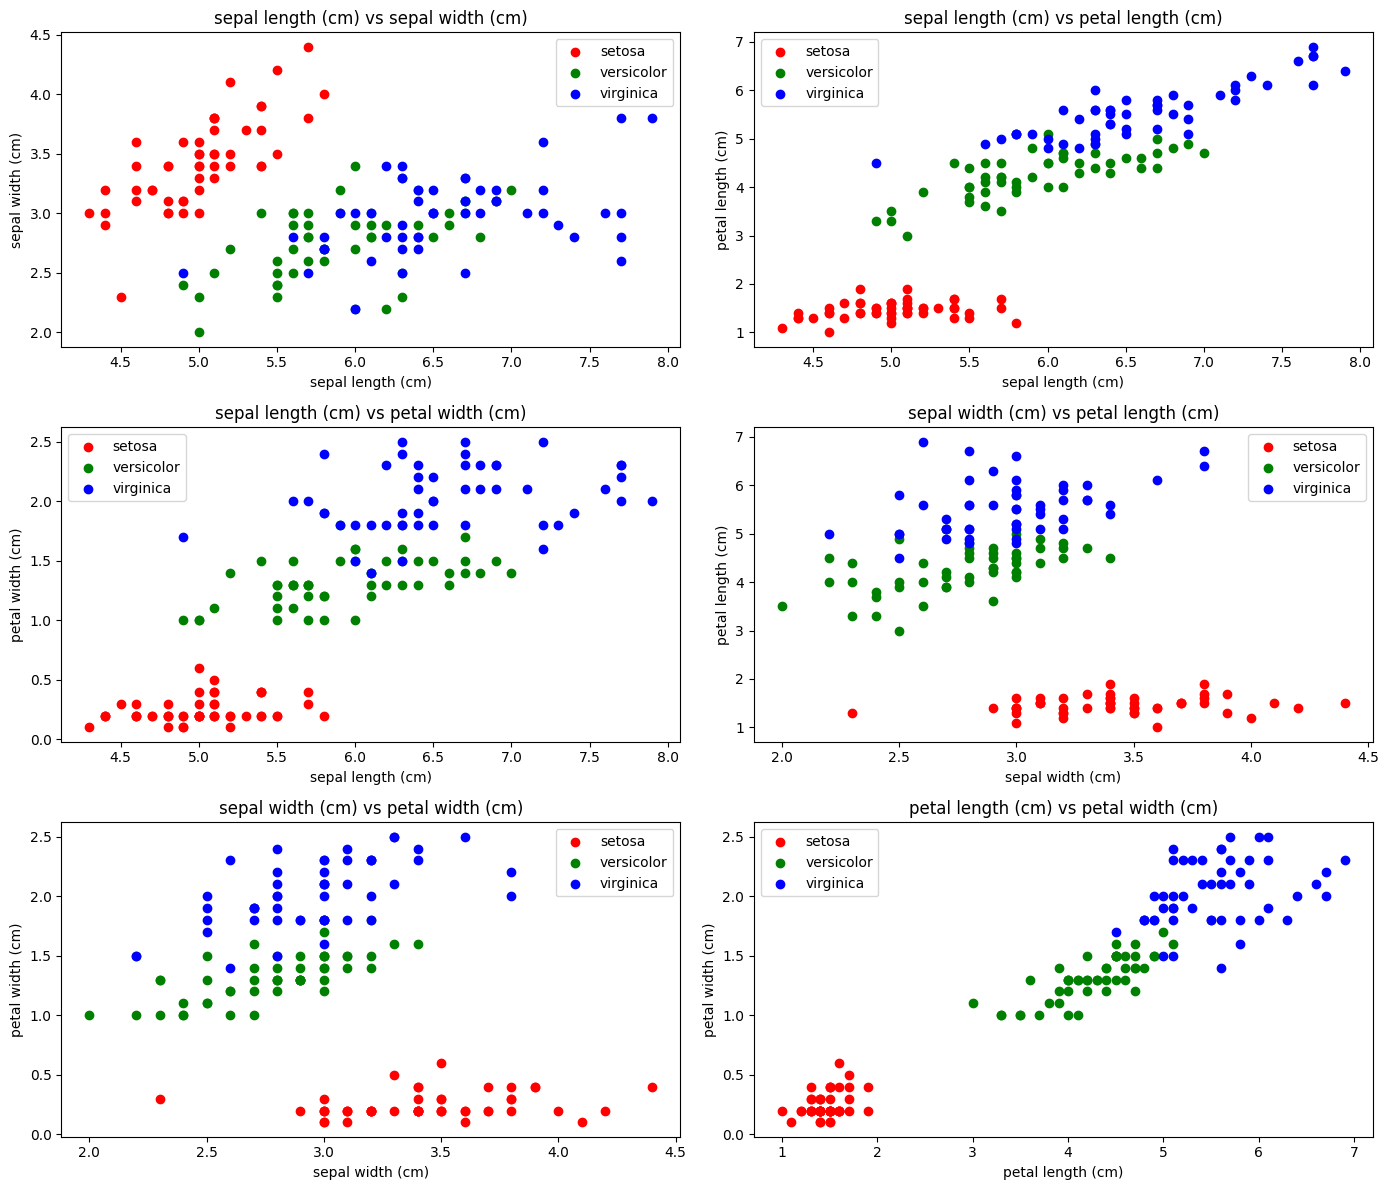 sepal length (cm) vs sepal width (cm)
4.5
4.0
3.5
3.0
2.5
2.0
sepal width (cm)
setosa
versicolor
virginica
4.5 5.0 5.5 6.0 6.5 7.0 7.5 8.0
sepal length (cm)
sepal length (cm) vs petal length (cm)
7
6
5
4
3
2
1
petal length (cm)
setosa
versicolor
virginica
4.5 5.0 5.5 6.0 6.5 7.0 7.5 8.0
sepal length (cm)
sepal length (cm) vs petal width (cm)
2.5
2.0
1.5
1.0
0.5
0.0
petal width (cm)
setosa
versicolor
virginica
4.5 5.0 5.5 6.0 6.5 7.0 7.5 8.0
sepal length (cm)
sepal width (cm) vs petal length (cm)
7
6
5
4
3
2
1
petal length (cm)
setosa
versicolor
virginica
2.0 2.5 3.0 3.5 4.0 4.5
sepal width (cm)
sepal width (cm) vs petal width (cm)
2.5
2.0
1.5
1.0
0.5
0.0
petal width (cm)
setosa
versicolor
virginica
2.0 2.5 3.0 3.5 4.0 4.5
sepal width (cm)
petal length (cm) vs petal width (cm)
2.5
2.0
1.5
1.0
0.5
0.0
petal width (cm)
setosa
versicolor
virginica
1 2 3 4 5 6 7
petal length (cm)